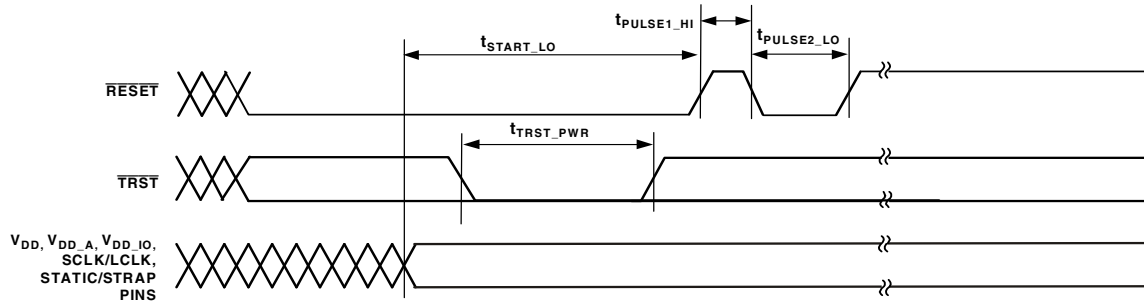 tPULSE1_HI
tSTART_LO
tPULSE2_LO
RESET
tTRST_PWR
TRST
VDD, VDD_A, VDD_IO,
SCLK/LCLK,
STATIC/STRAP
PINS